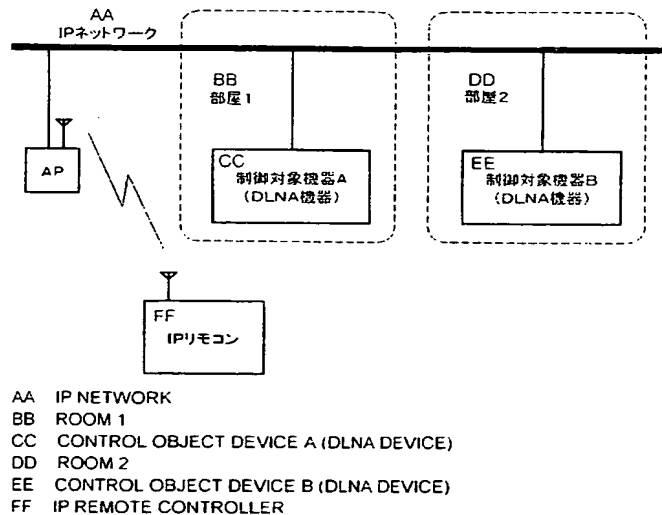 AA
IPネットワーク
BB
部屋1
DD
部屋2
AP
CC
制御対象機器A
(DLNA機器)
EE
制御対象機器B
(DLNA機器)
FF
IPリモコン
AA IP NETWORK
BB ROOM 1
CC CONTROL OBJECT DEVICE A (DLNA DEVICE)
DD ROOM 2
EE CONTROL OBJECT DEVICE B (DLNA DEVICE)
FF IP REMOTE CONTROLLER